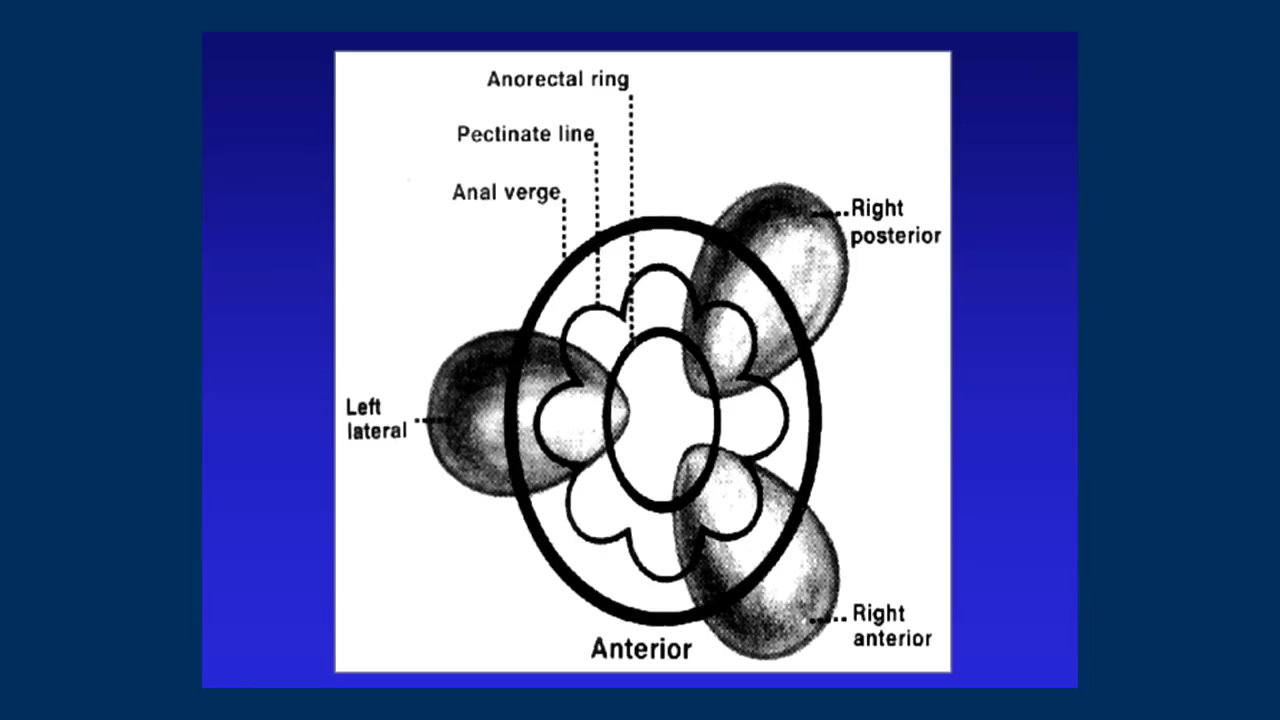 Anorectal ring
Pectinate line
Anal verge
Right
posterior
Left
lateral
Right
anterior
Anterior